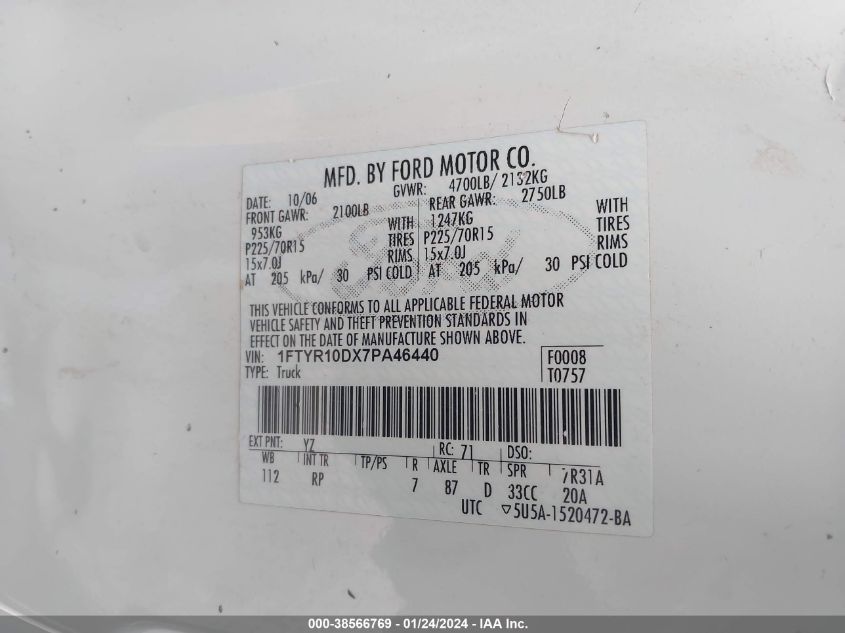 MFD. BY FORD MOTOR CO.
DATE: 10/06 GVWR: 4700LB/ 2132KG
FRONT GAWR: 2100LB REAR GAWR: 2750LB
953KG WITH 1247KG WITH
P225/70R15 TIRES P225/70R15 TIRES
15x7.0J RIMS 15x7.0J RIMS
AT 205 kPa/ 30 PSI COLD AT 205 kPa/ 30 PSI COLD
Ford
THIS VEHICLE CONFORMS TO ALL APPLICABLE FEDERAL MOTOR
VEHICLE SAFETY AND THEFT PREVENTION STANDARDS IN
EFFECT ON THE DATE OF MANUFACTURE SHOWN ABOVE.
VIN: 1FTYR10DX7PA46440 F0008
TYPE: Truck T0757
EXT PNT: YZ RC: 71 DSO:
WB INT TR TP/PS R AXLE TR SPR 7R31A
112 RP 7 87 D 33CC 20A
UTC ▽5U5A-1520472-BA
000-38566769 - 01/24/2024 - IAA Inc.